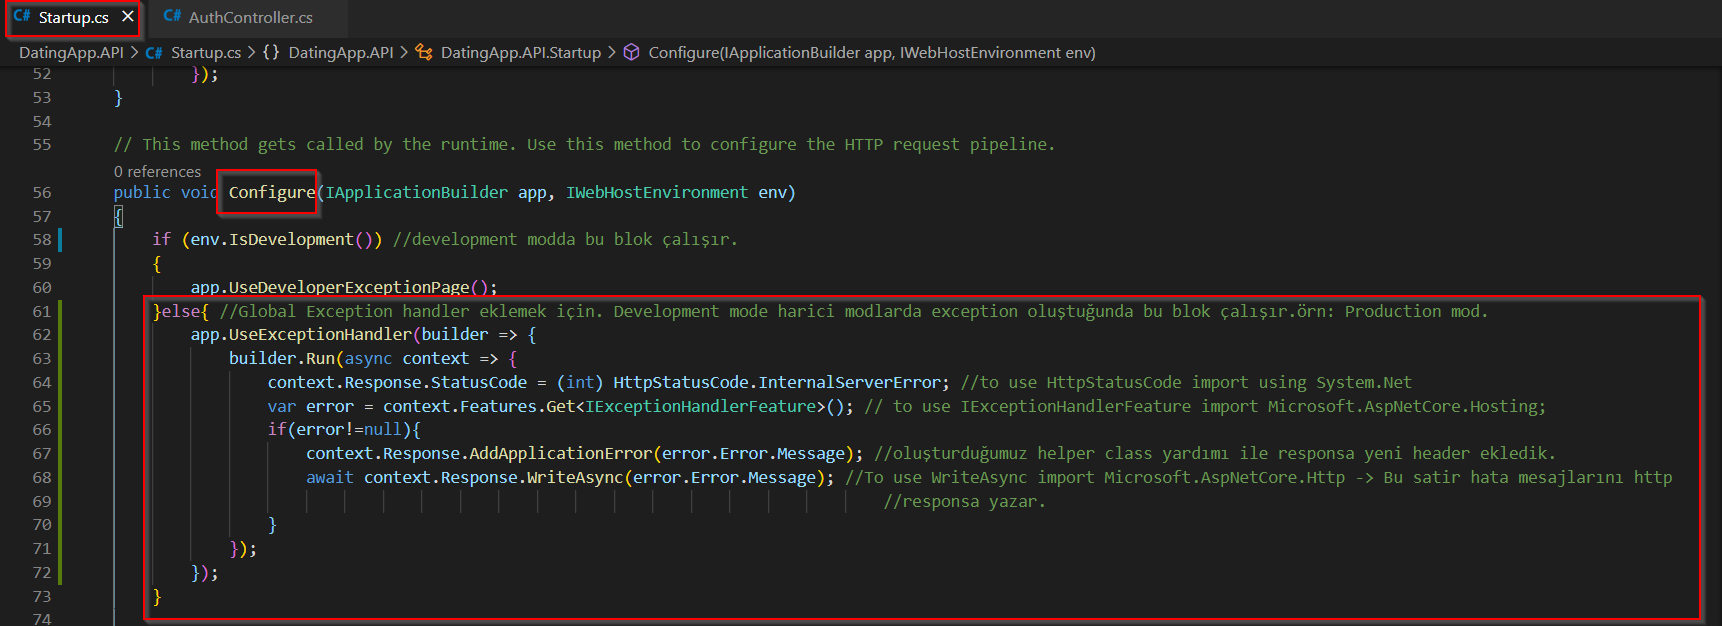 C# Startup.cs × C# AuthController.cs
DatingApp.API > C# Startup.cs > {} DatingApp.API > DatingApp.API.Startup > Configure(IApplicationBuilder app, IWebHostEnvironment env)
52 });
53 }
54
55 // This method gets called by the runtime. Use this method to configure the HTTP request pipeline.
0 references
56 public void Configure(IApplicationBuilder app, IWebHostEnvironment env)
57 {
58 if (env.IsDevelopment()) //development modda bu blok çalışır.
59 {
60 app.UseDeveloperExceptionPage();
61 }else{ //Global Exception handler eklemek için. Development mode harici modlarda exception oluştuğunda bu blok çalışır.örn: Production mod.
62 app.UseExceptionHandler(builder => {
63 builder.Run(async context => {
64 context.Response.StatusCode = (int) HttpStatusCode.InternalServerError; //to use HttpStatusCode import using System.Net
65 var error = context.Features.Get<IExceptionHandlerFeature>(); // to use IExceptionHandlerFeature import Microsoft.AspNetCore.Hosting;
66 if(error!=null){
67 context.Response.AddApplicationError(error.Error.Message); //oluşturduğumuz helper class yardımı ile responsa yeni header ekledik.
68 await context.Response.WriteAsync(error.Error.Message); //To use WriteAsync import Microsoft.AspNetCore.Http -> Bu satir hata mesajlarını http
69 //responsa yazar.
70 }
71 });
72 });
73 }
74